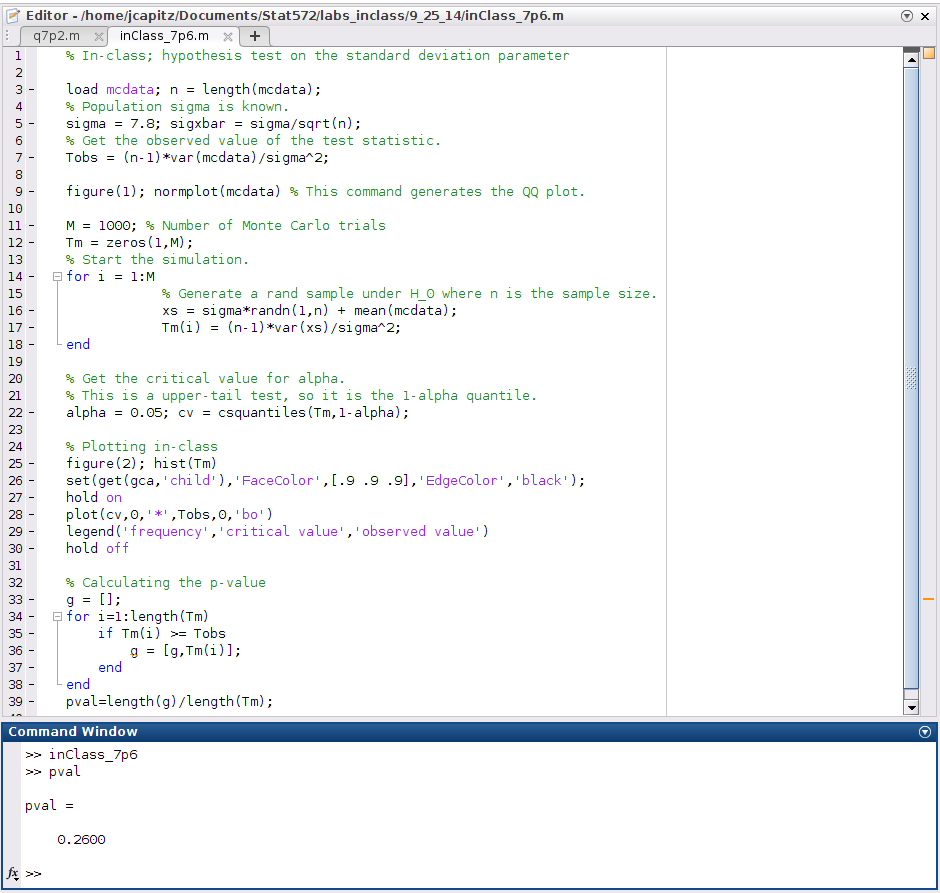 Editor - /home/jcapitz/Documents/Stat572/labs_inclass/9_25_14/inClass_7p6.m
q7p2.m × inClass_7p6.m × +
1 % In-class; hypothesis test on the standard deviation parameter
2
3 - load mcdata; n = length(mcdata);
4 % Population sigma is known.
5 - sigma = 7.8; sigxbar = sigma/sqrt(n);
6 % Get the observed value of the test statistic.
7 - Tobs = (n-1)*var(mcdata)/sigma^2;
8
9 - figure(1); normplot(mcdata) % This command generates the QQ plot.
10
11 - M = 1000; % Number of Monte Carlo trials
12 - Tm = zeros(1,M);
13 % Start the simulation.
14 - for i = 1:M
15 % Generate a rand sample under H_0 where n is the sample size.
16 - xs = sigma*randn(1,n) + mean(mcdata);
17 - Tm(i) = (n-1)*var(xs)/sigma^2;
18 - end
19
20 % Get the critical value for alpha.
21 % This is a upper-tail test, so it is the 1-alpha quantile.
22 - alpha = 0.05; cv = csquantiles(Tm,1-alpha);
23
24 % Plotting in-class
25 - figure(2); hist(Tm)
26 - set(get(gca,'child'),'FaceColor',[.9 .9 .9],'EdgeColor','black');
27 - hold on
28 - plot(cv,0,'*',Tobs,0,'bo')
29 - legend('frequency','critical value','observed value')
30 - hold off
31
32 % Calculating the p-value
33 - g = [];
34 - for i=1:length(Tm)
35 - if Tm(i) >= Tobs
36 - g = [g,Tm(i)];
37 - end
38 - end
39 - pval=length(g)/length(Tm);
Command Window
>> inClass_7p6
>> pval
pval =
0.2600
fx >>